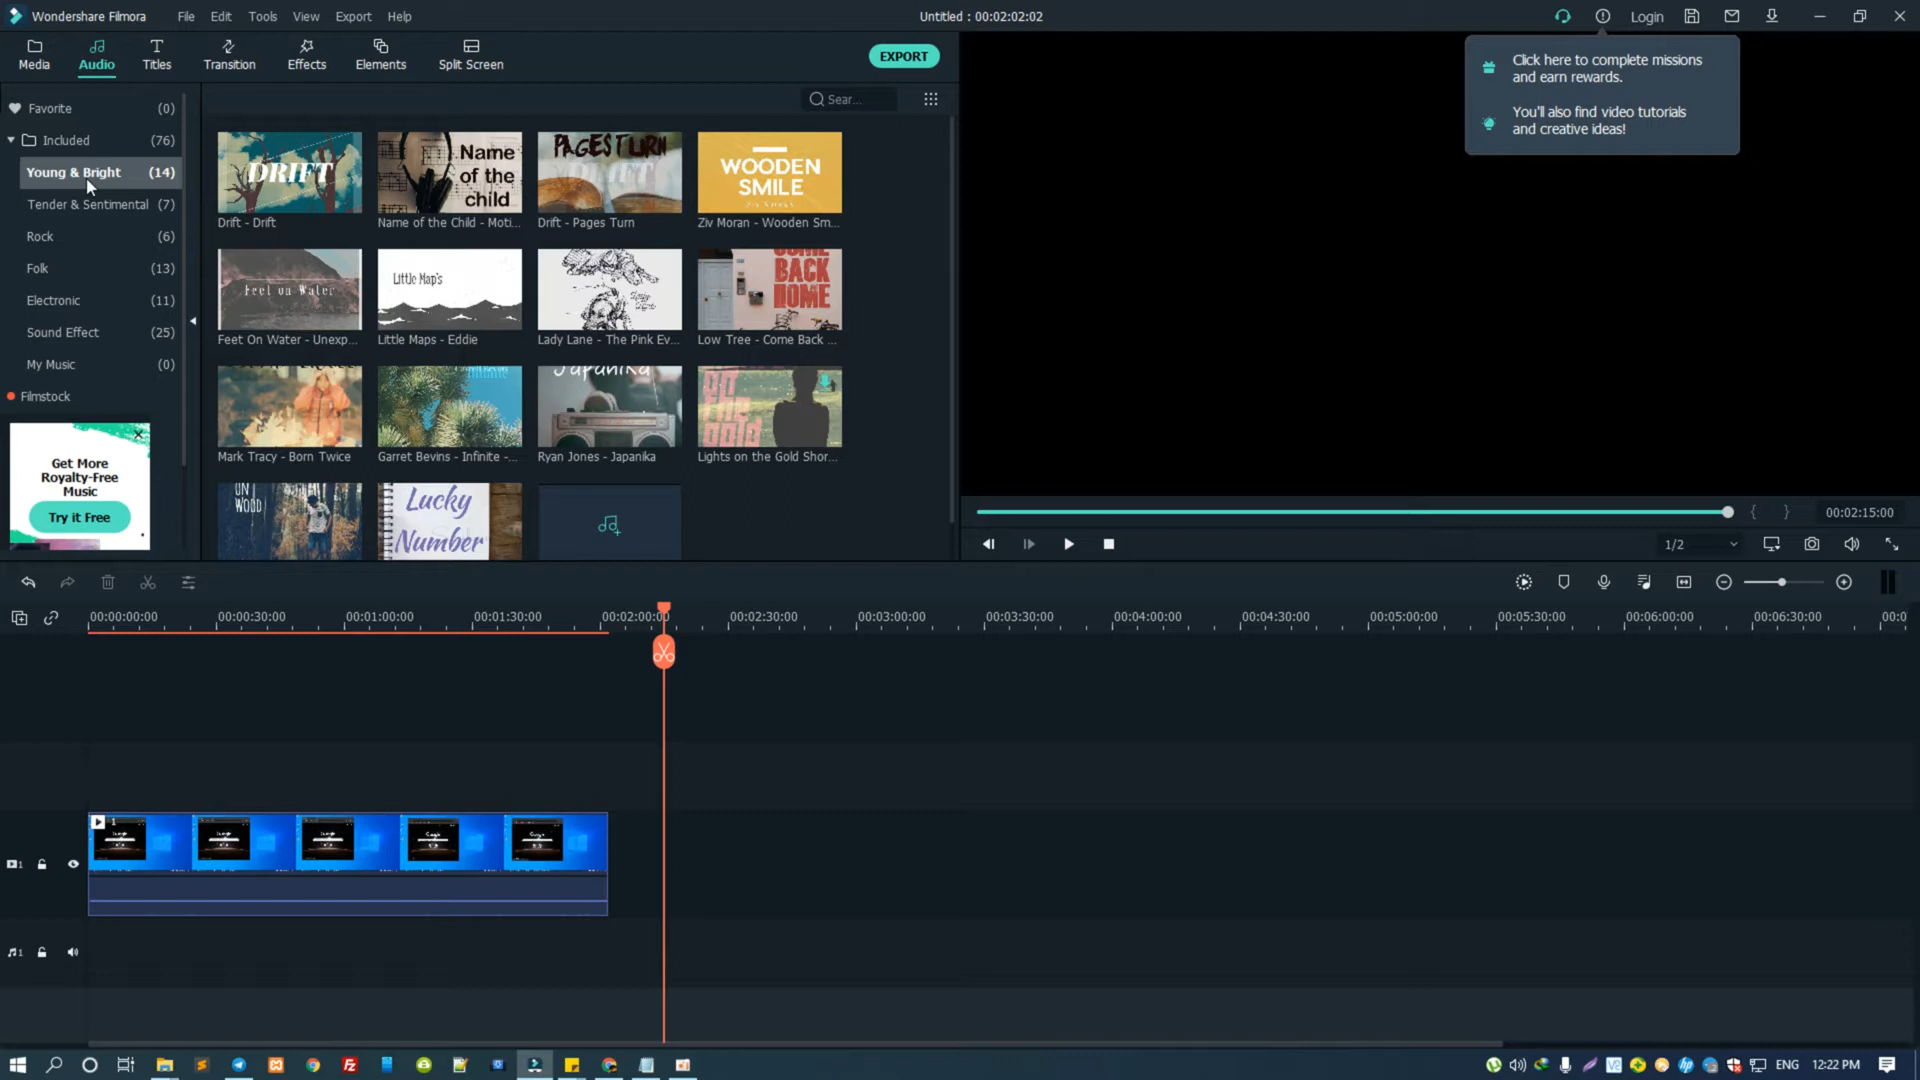 Wondershare Filmora
File
Edit
Tools
View
Export
Help
Untitled : 00:02:02:02
Login
Media
Audio
Titles
Transition
Effects
Elements
Split Screen
EXPORT
Click here to complete missions
and earn rewards.
You'll also find video tutorials
and creative ideas!
Favorite (0)
Included (76)
Young & Bright (14)
Tender & Sentimental (7)
Rock (6)
Folk (13)
Electronic (11)
Sound Effect (25)
My Music (0)
Filmstock
Get More
Royalty-Free
Music
Try it Free
Sear...
DRIFT
Drift - Drift
Name
of the
child
Name of the Child - Moti...
PAGES TURN
DRIFT
Drift - Pages Turn
WOODEN
SMILE
Ziv Moran - Wooden Sm...
Feet on Water
Feet On Water - Unexp...
Little Map's
Little Maps - Eddie
Lady Lane - The Pink Ev...
COME
BACK
HOME
Low Tree - Come Back ...
Mark Tracy - Born Twice
Garret Bevins - Infinite -...
Japanika
Ryan Jones - Japanika
on
the
gold
Lights on the Gold Shor...
ON
WOOD
Lucky
Number
1/2
00:02:15:00
00:00:00:00
00:00:30:00
00:01:00:00
00:01:30:00
00:02:00:00
00:02:30:00
00:03:00:00
00:03:30:00
00:04:00:00
00:04:30:00
00:05:00:00
00:05:30:00
00:06:00:00
00:06:30:00
00:0
1
1
1
ENG
12:22 PM